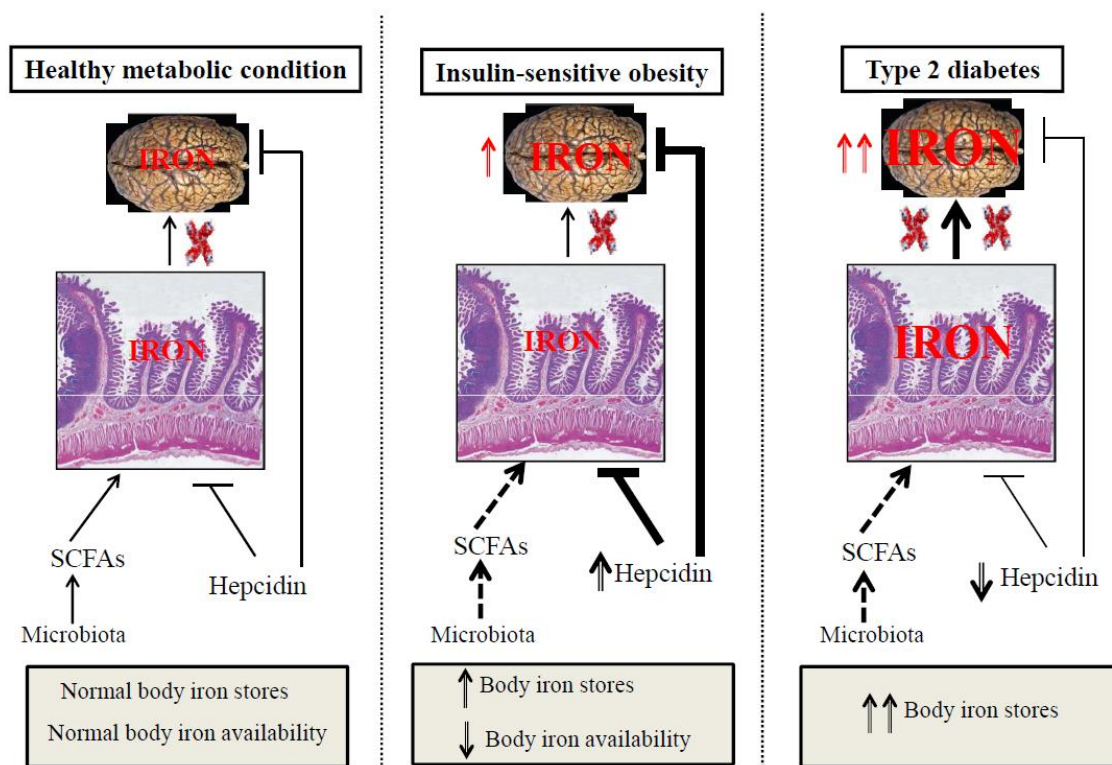 Healthy metabolic condition
IRON
IRON
SCFAs
Hepcidin
Microbiota
Normal body iron stores
Normal body iron availability
Insulin-sensitive obesity
IRON
IRON
SCFAs
Hepcidin
Microbiota
Body iron stores
Body iron availability
Type 2 diabetes
IRON
IRON
SCFAs
Hepcidin
Microbiota
Body iron stores